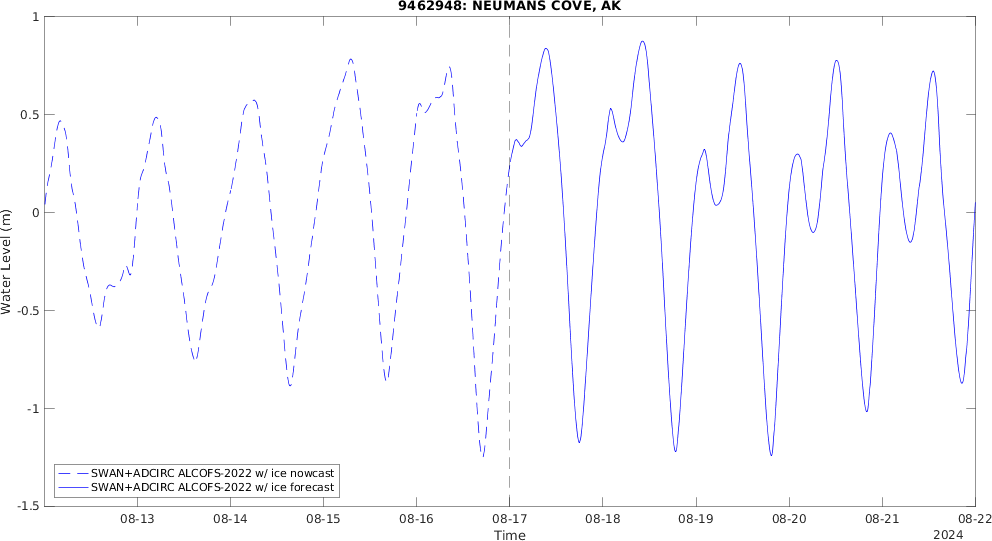 9462948: NEUMANS COVE, AK
Water Level (m)
1
0.5
0
-0.5
-1
-1.5
SWAN+ADCIRC ALCOFS-2022 w/ ice nowcast
SWAN+ADCIRC ALCOFS-2022 w/ ice forecast
08-13 08-14 08-15 08-16 08-17 08-18 08-19 08-20 08-21 08-22
Time
2024